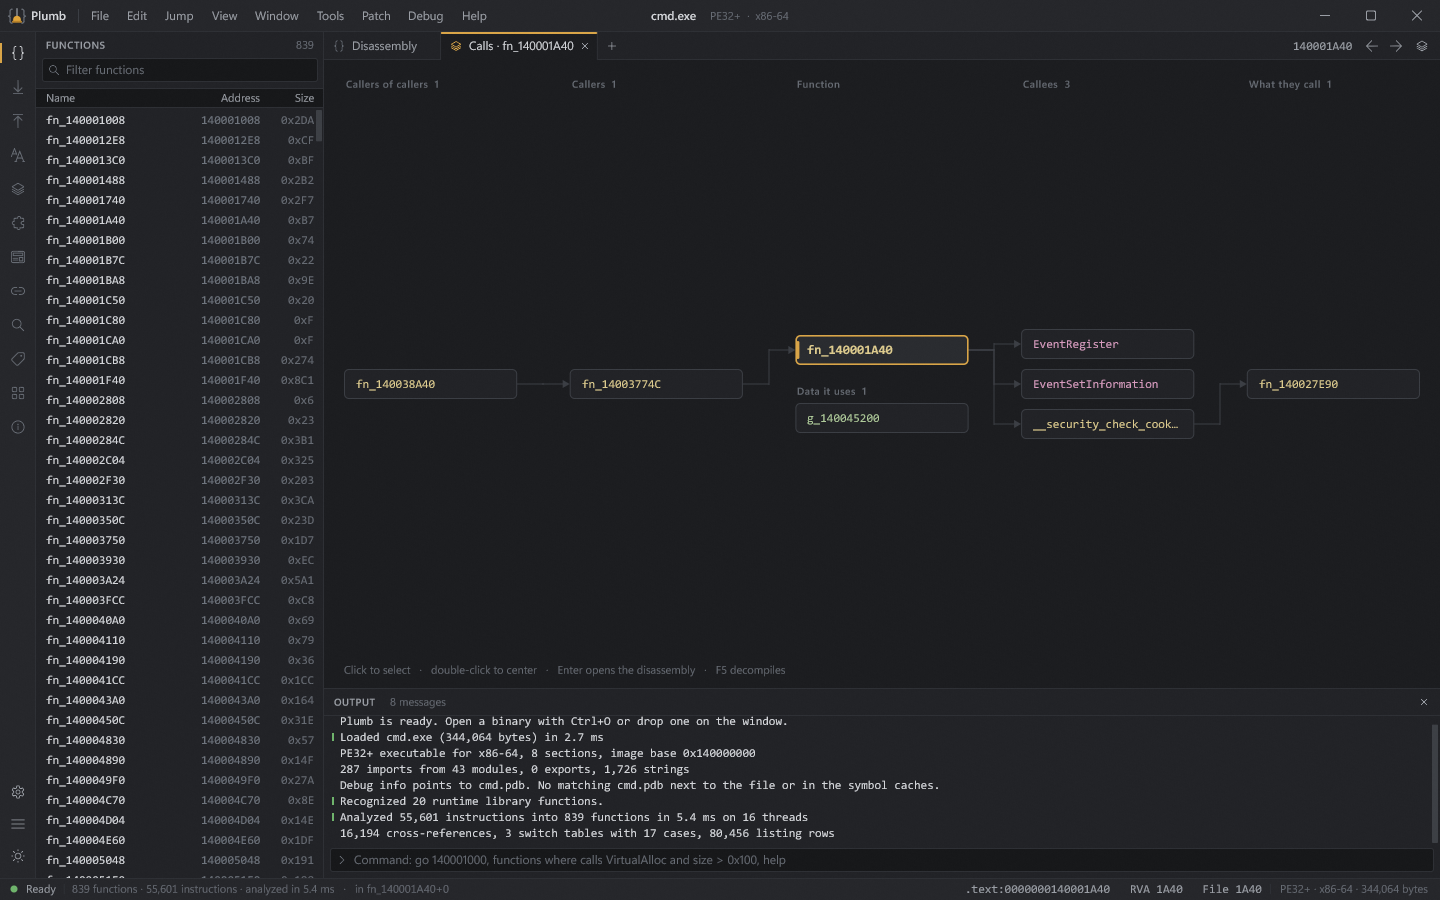 Plumb File Edit Jump View Window Tools Patch Debug Help cmd.exe PE32+ · x86-64
FUNCTIONS 839
Filter functions
Name Address Size
fn_140001008 140001008 0x2DA
fn_1400012E8 1400012E8 0xCF
fn_1400013C0 1400013C0 0xBF
fn_140001488 140001488 0x2B2
fn_140001740 140001740 0x2F7
fn_140001A40 140001A40 0xB7
fn_140001B00 140001B00 0x74
fn_140001B7C 140001B7C 0x22
fn_140001BA8 140001BA8 0x9E
fn_140001C50 140001C50 0x20
fn_140001C80 140001C80 0xF
fn_140001CA0 140001CA0 0xF
fn_140001CB8 140001CB8 0x274
fn_140001F40 140001F40 0x8C1
fn_140002808 140002808 0x6
fn_140002820 140002820 0x23
fn_14000284C 14000284C 0x3B1
fn_140002C04 140002C04 0x325
fn_140002F30 140002F30 0x203
fn_14000313C 14000313C 0x3CA
fn_14000350C 14000350C 0x23D
fn_140003750 140003750 0x1D7
fn_140003930 140003930 0xEC
fn_140003A24 140003A24 0x5A1
fn_140003FCC 140003FCC 0xC8
fn_1400040A0 1400040A0 0x69
fn_140004110 140004110 0x79
fn_140004190 140004190 0x36
fn_1400041CC 1400041CC 0x1CC
fn_1400043A0 1400043A0 0x164
fn_14000450C 14000450C 0x31E
fn_140004830 140004830 0x57
fn_140004890 140004890 0x14F
fn_1400049F0 1400049F0 0x27A
fn_140004C70 140004C70 0x8E
fn_140004D04 140004D04 0x14E
fn_140004E60 140004E60 0x1DF
fn_140005048 140005048 0x191
Disassembly Calls · fn_140001A40 140001A40
Callers of callers 1 Callers 1 Function Callees 3 What they call 1
fn_140038A40
fn_14003774C
fn_140001A40
Data it uses 1
g_140045200
EventRegister
EventSetInformation
__security_check_cook…
fn_140027E90
Click to select · double-click to center · Enter opens the disassembly · F5 decompiles
OUTPUT 8 messages
Plumb is ready. Open a binary with Ctrl+O or drop one on the window.
Loaded cmd.exe (344,064 bytes) in 2.7 ms
PE32+ executable for x86-64, 8 sections, image base 0x140000000
287 imports from 43 modules, 0 exports, 1,726 strings
Debug info points to cmd.pdb. No matching cmd.pdb next to the file or in the symbol caches.
Recognized 20 runtime library functions.
Analyzed 55,601 instructions into 839 functions in 5.4 ms on 16 threads
16,194 cross-references, 3 switch tables with 17 cases, 80,456 listing rows
Command: go 140001000, functions where calls VirtualAlloc and size > 0x100, help
Ready 839 functions · 55,601 instructions · analyzed in 5.4 ms · in fn_140001A40+0 .text:0000000140001A40 RVA 1A40 File 1A40 PE32+ · x86-64 · 344,064 bytes